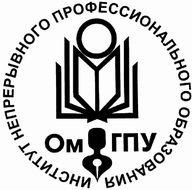 ИНСТИТУТ НЕПРЕРЫВНОГО ПРОФЕССИОНАЛЬНОГО ОБРАЗОВАНИЯ
ОмГПУ